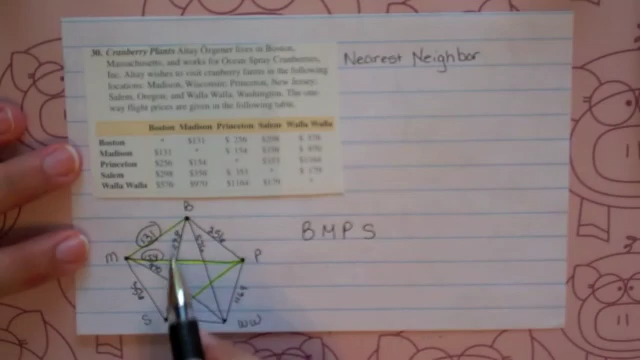 30. Cranberry Plants Altay Özgener lives in Boston,
Massachusetts, and works for Ocean Spray Cranberries,
Inc. Altay wishes to visit cranberry farms in the following
locations: Madison, Wisconsin; Princeton, New Jersey;
Salem, Oregon; and Walla Walla, Washington. The one-
way flight prices are given in the following table.
Nearest Neighbor
Boston Madison Princeton Salem Walla Walla
Boston * $131 $ 256 $298 $ 576
Madison $131 * $ 154
Princeton $256 $154 * $1164
Salem $298 $ 353 * $ 179
Walla Walla $576 $970 $1164 $179 *
B
131
256
M
P
B M P S
S
WW